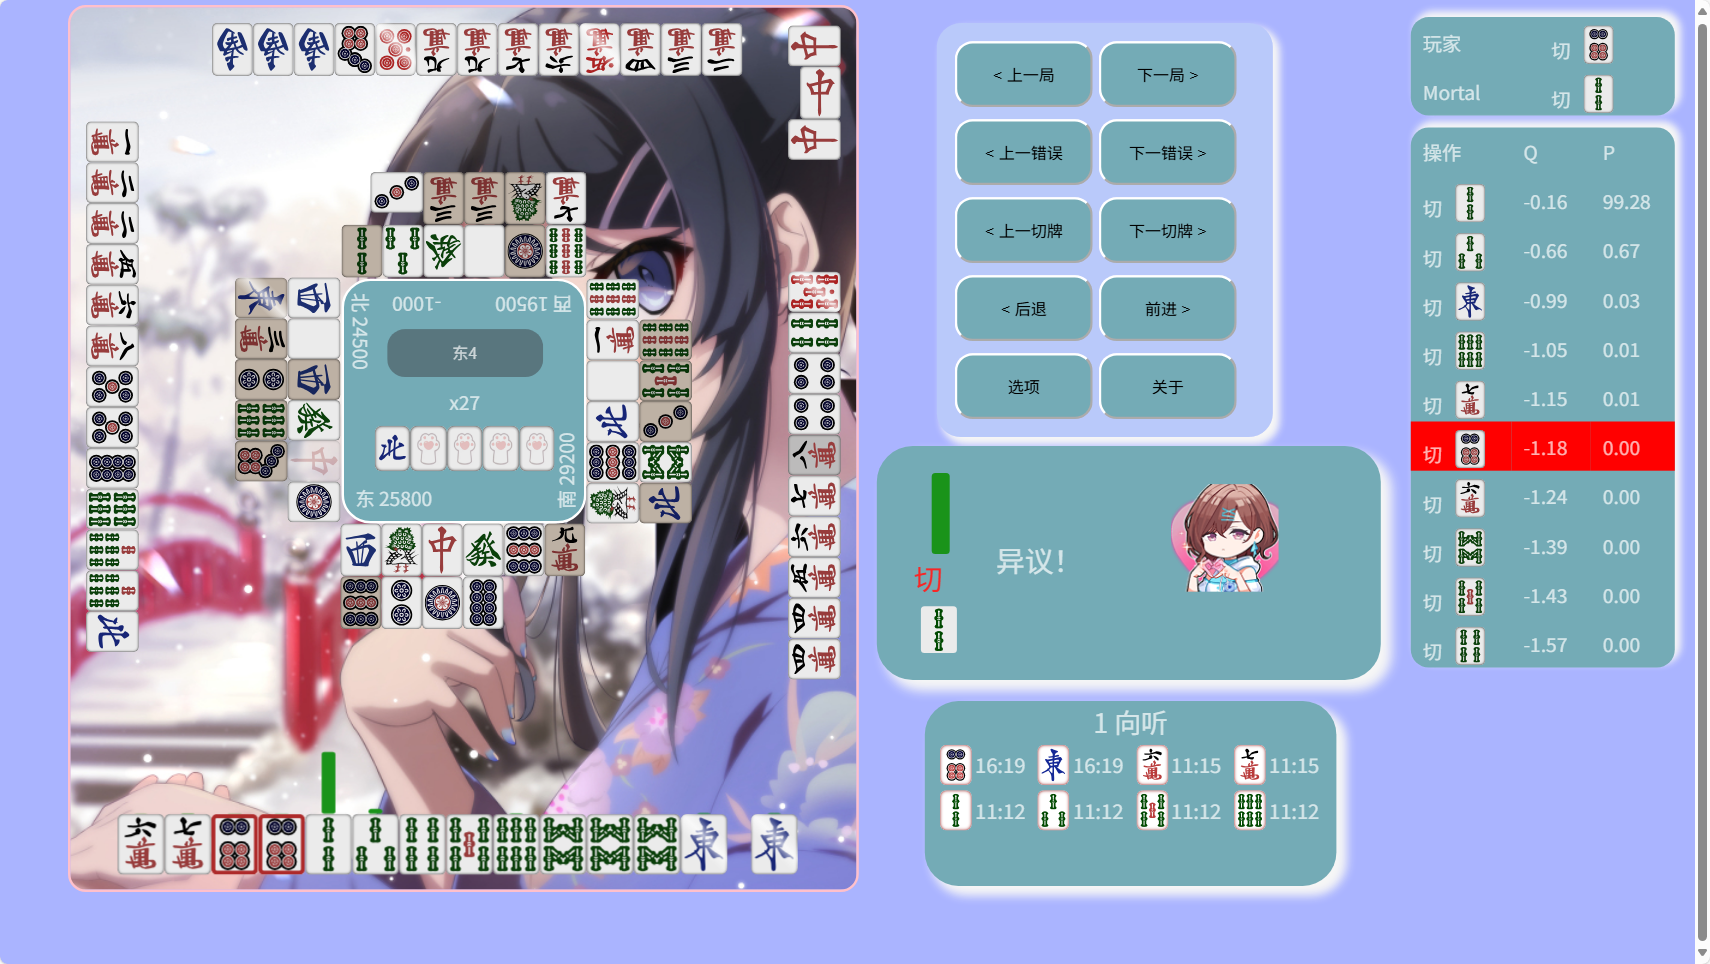 北 24500
-1000
西 19500
东4
x27
东 25800
南 29200
< 上一局
下一局 >
< 上一错误
下一错误 >
< 上一切牌
下一切牌 >
< 后退
前进 >
选项
关于
切
异议！
1 向听
16:19
16:19
11:15
11:15
11:12
11:12
11:12
11:12
玩家 切
Mortal 切
操作 Q P
切 -0.16 99.28
切 -0.66 0.67
切 -0.99 0.03
切 -1.05 0.01
切 -1.15 0.01
切 -1.18 0.00
切 -1.24 0.00
切 -1.39 0.00
切 -1.43 0.00
切 -1.57 0.00